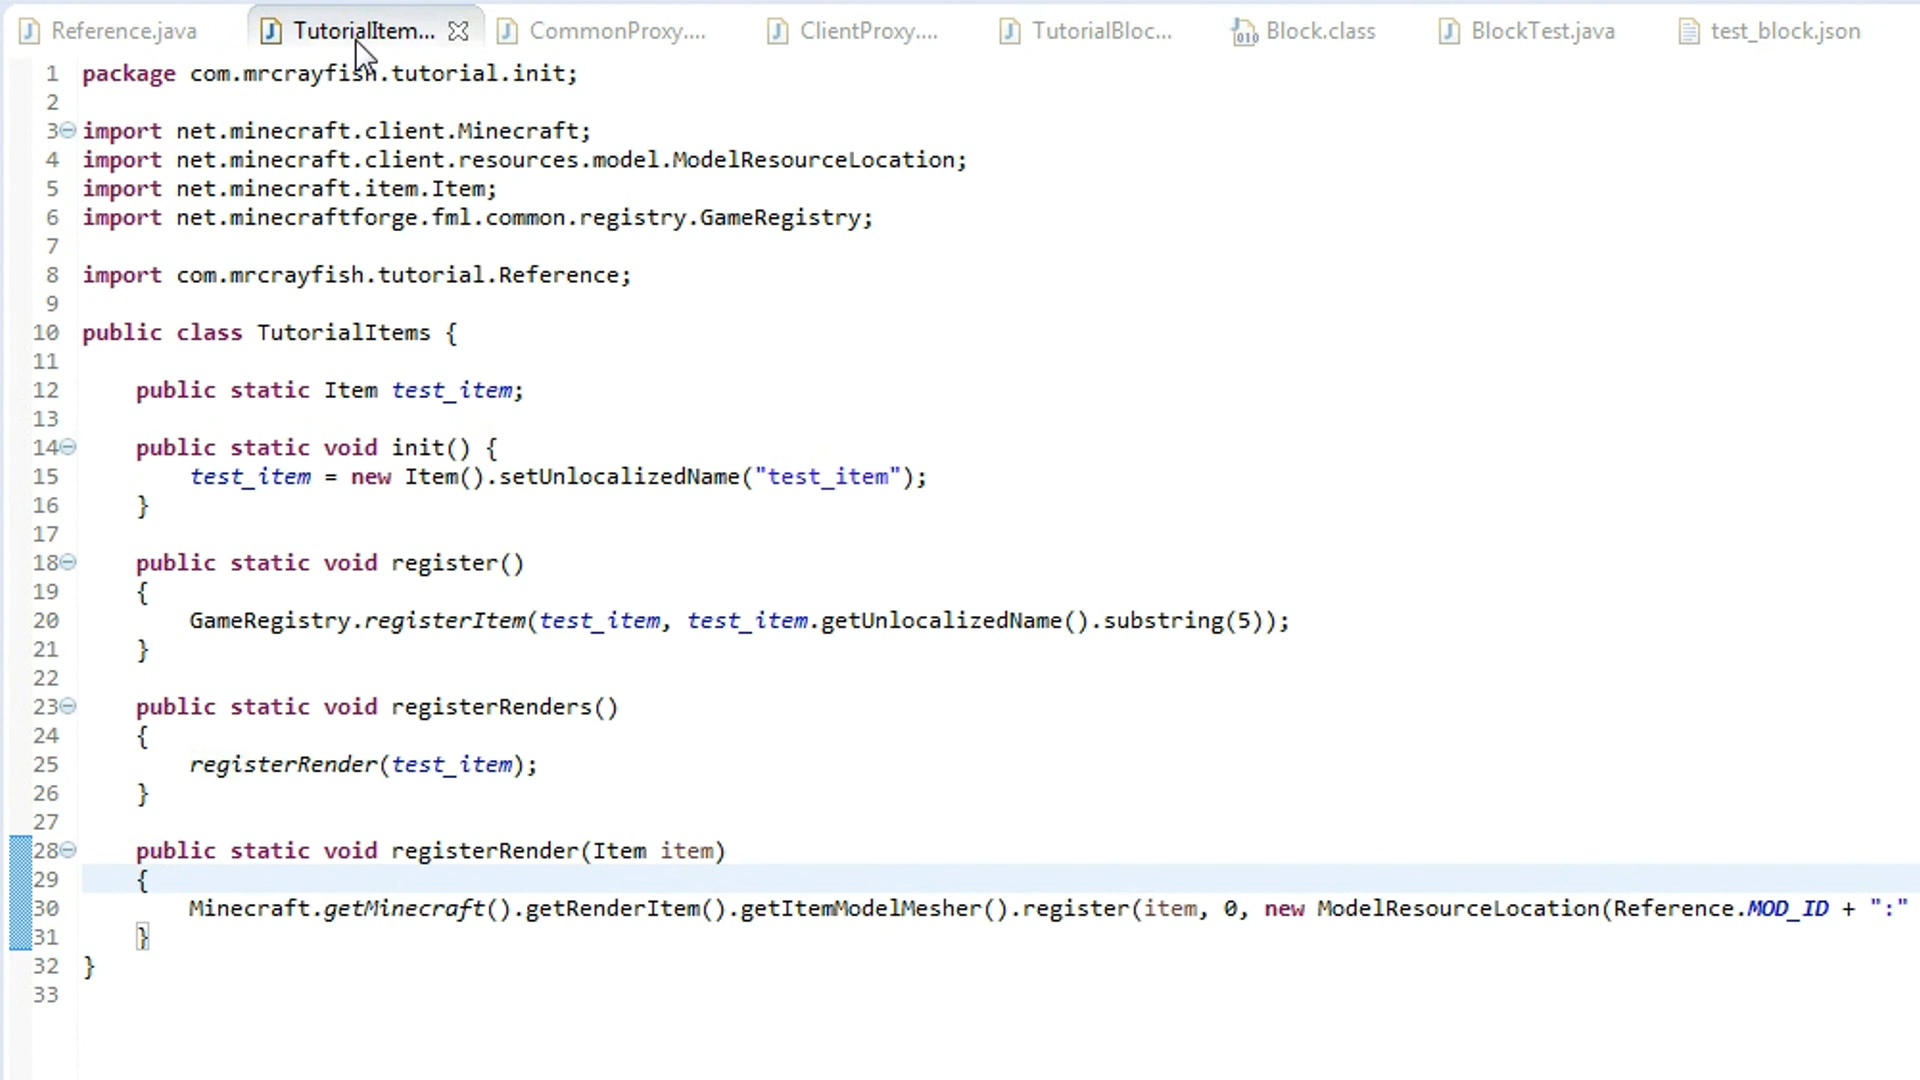 Reference.java TutorialItem... CommonProxy.... ClientProxy.... TutorialBloc... Block.class BlockTest.java test_block.json
1 package com.mrcrayfish.tutorial.init;
2
3 import net.minecraft.client.Minecraft;
4 import net.minecraft.client.resources.model.ModelResourceLocation;
5 import net.minecraft.item.Item;
6 import net.minecraftforge.fml.common.registry.GameRegistry;
7
8 import com.mrcrayfish.tutorial.Reference;
9
10 public class TutorialItems {
11
12 public static Item test_item;
13
14 public static void init() {
15 test_item = new Item().setUnlocalizedName("test_item");
16 }
17
18 public static void register()
19 {
20 GameRegistry.registerItem(test_item, test_item.getUnlocalizedName().substring(5));
21 }
22
23 public static void registerRenders()
24 {
25 registerRender(test_item);
26 }
27
28 public static void registerRender(Item item)
29 {
30 Minecraft.getMinecraft().getRenderItem().getItemModelMesher().register(item, 0, new ModelResourceLocation(Reference.MOD_ID + ":"
31 }
32 }
33